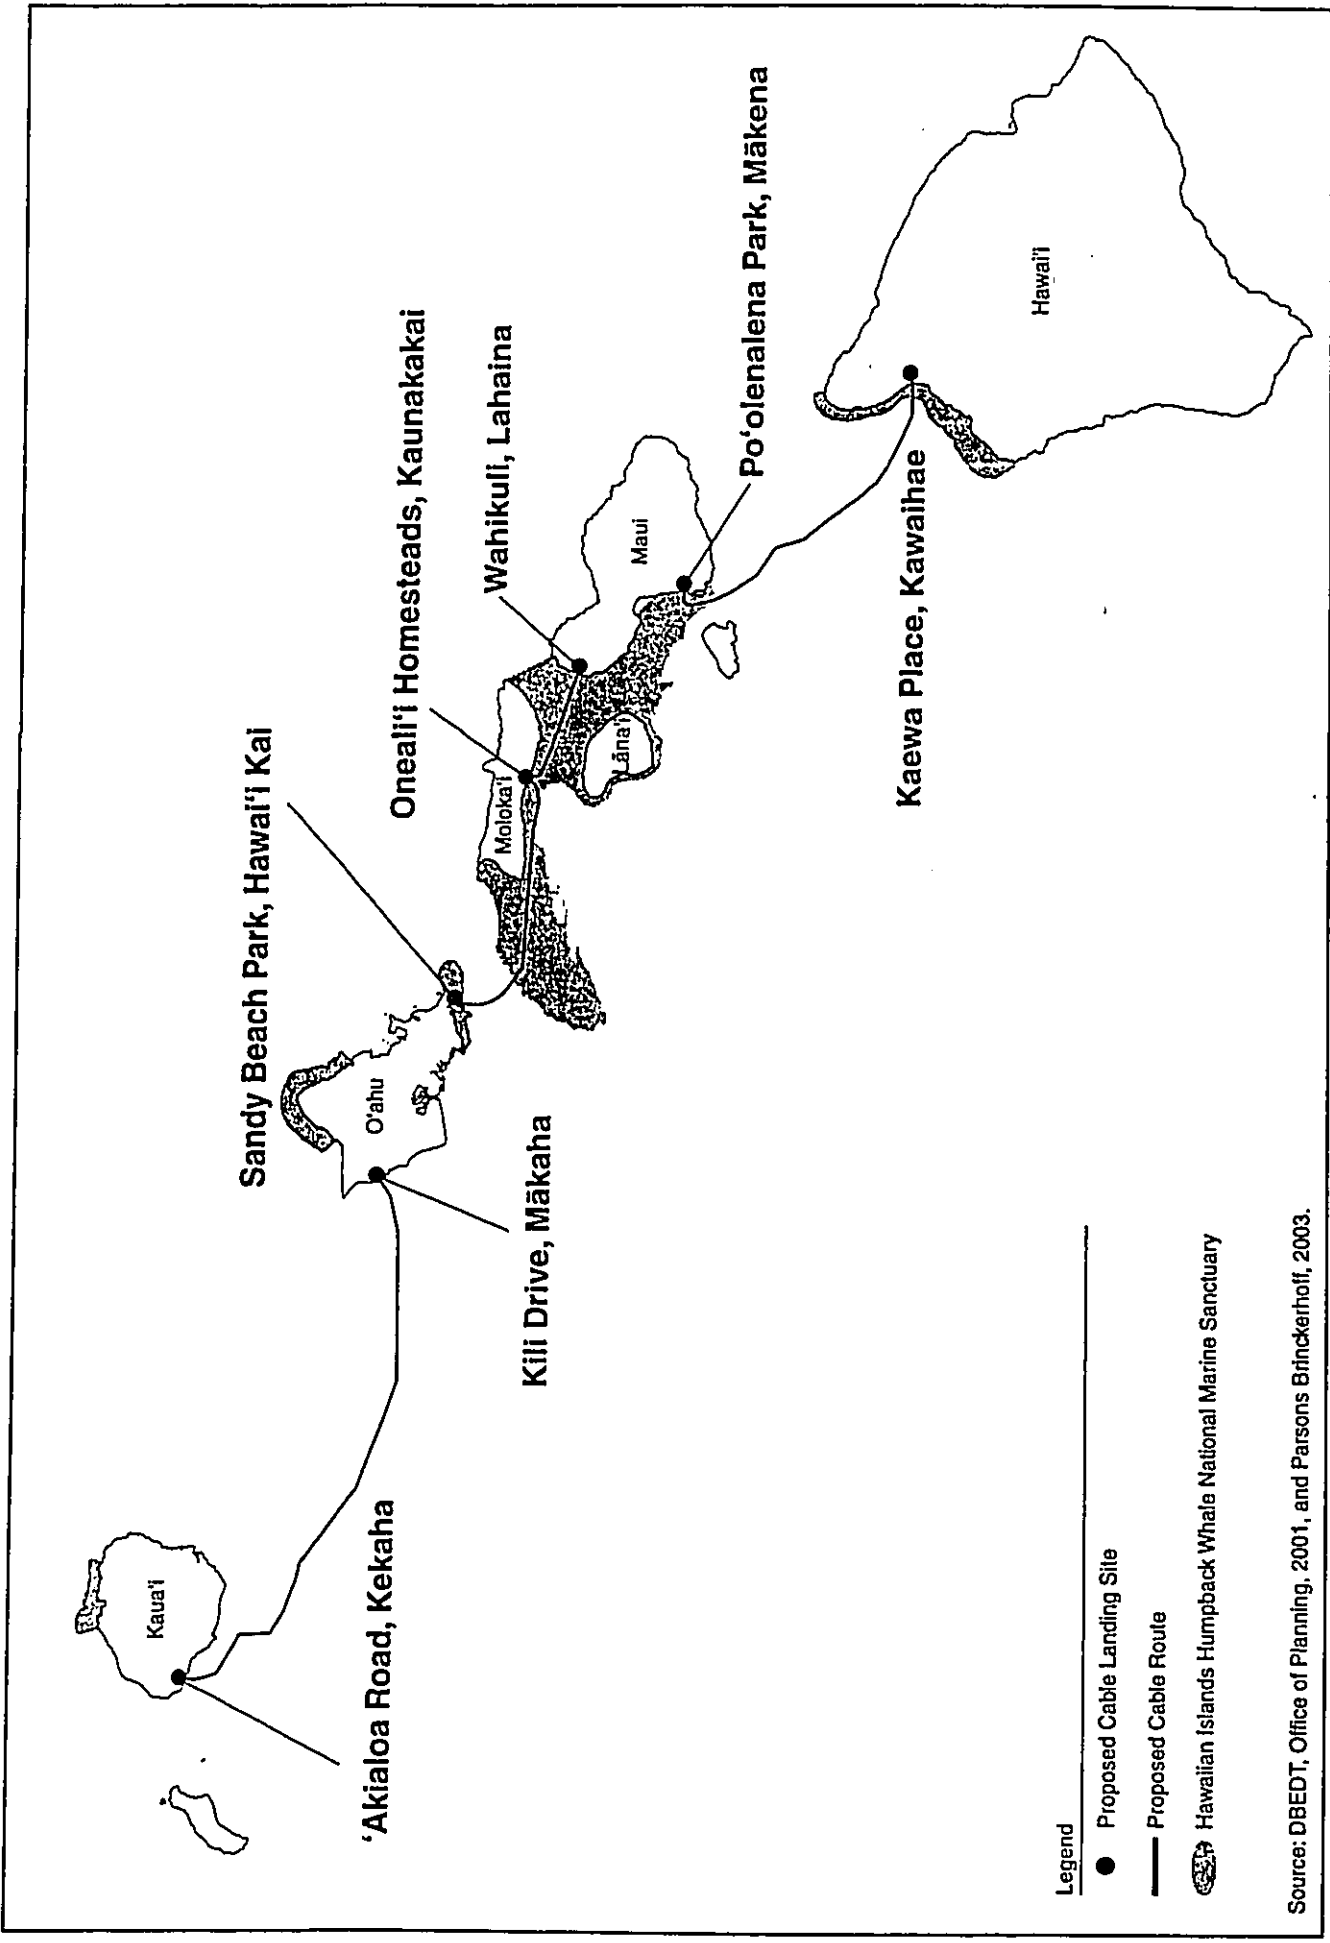 Kaua'i
'Akialoa Road, Kekaha
O'ahu
Kili Drive, Mākaha
Sandy Beach Park, Hawai'i Kai
Moloka'i
Oneali'i Homesteads, Kaunakakai
Lāna'i
Wahikuli, Lahaina
Maui
Po'olenalena Park, Mākena
Kaewa Place, Kawaihae
Hawai'i
Legend
Proposed Cable Landing Site
Proposed Cable Route
Hawaiian Islands Humpback Whale National Marine Sanctuary
Source: DBEDT, Office of Planning, 2001, and Parsons Brinckerhoff, 2003.